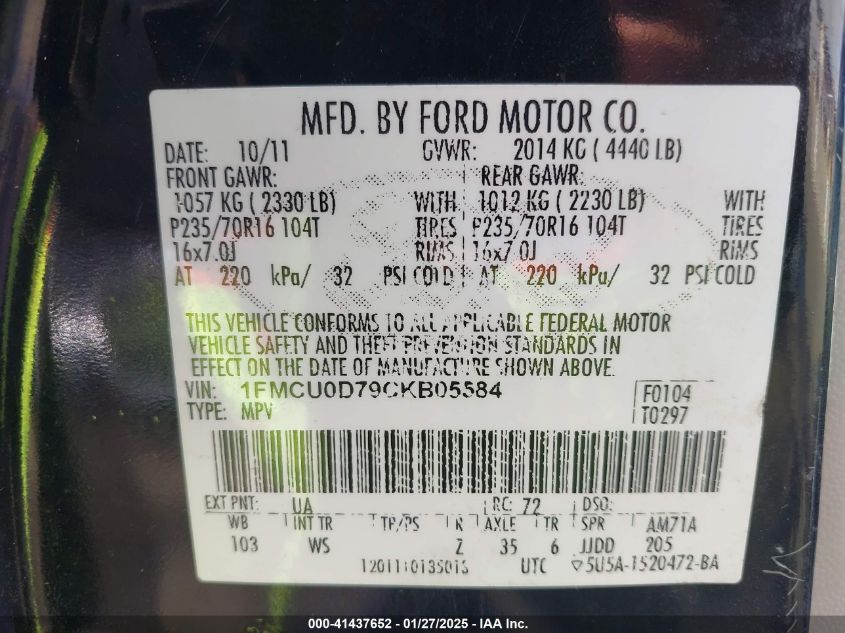 MFD. BY FORD MOTOR CO.
DATE: 10/11 GVWR: 2014 KG ( 4440 LB)
FRONT GAWR: REAR GAWR:
1057 KG ( 2330 LB) WITH 1012 KG ( 2230 LB) WITH
P235/70R16 104T TIRES P235/70R16 104T TIRES
16x7.0J RIMS 16x7.0J RIMS
AT 220 kPa/ 32 PSI COLD AT 220 kPa/ 32 PSI COLD
THIS VEHICLE CONFORMS TO ALL APPLICABLE FEDERAL MOTOR
VEHICLE SAFETY AND THEFT PREVENTION STANDARDS IN
EFFECT ON THE DATE OF MANUFACTURE SHOWN ABOVE.
VIN: 1FMCU0D79CKB05584 F0104
TYPE: MPV T0297
EXT PNT: UA RC: 72 DSO:
WB INT TR TP/PS R AXLE TR SPR AM71A
103 WS Z 35 6 JJDD 205
UTC ▽5U5A-1520472-BA
000-41437652 - 01/27/2025 - IAA Inc.